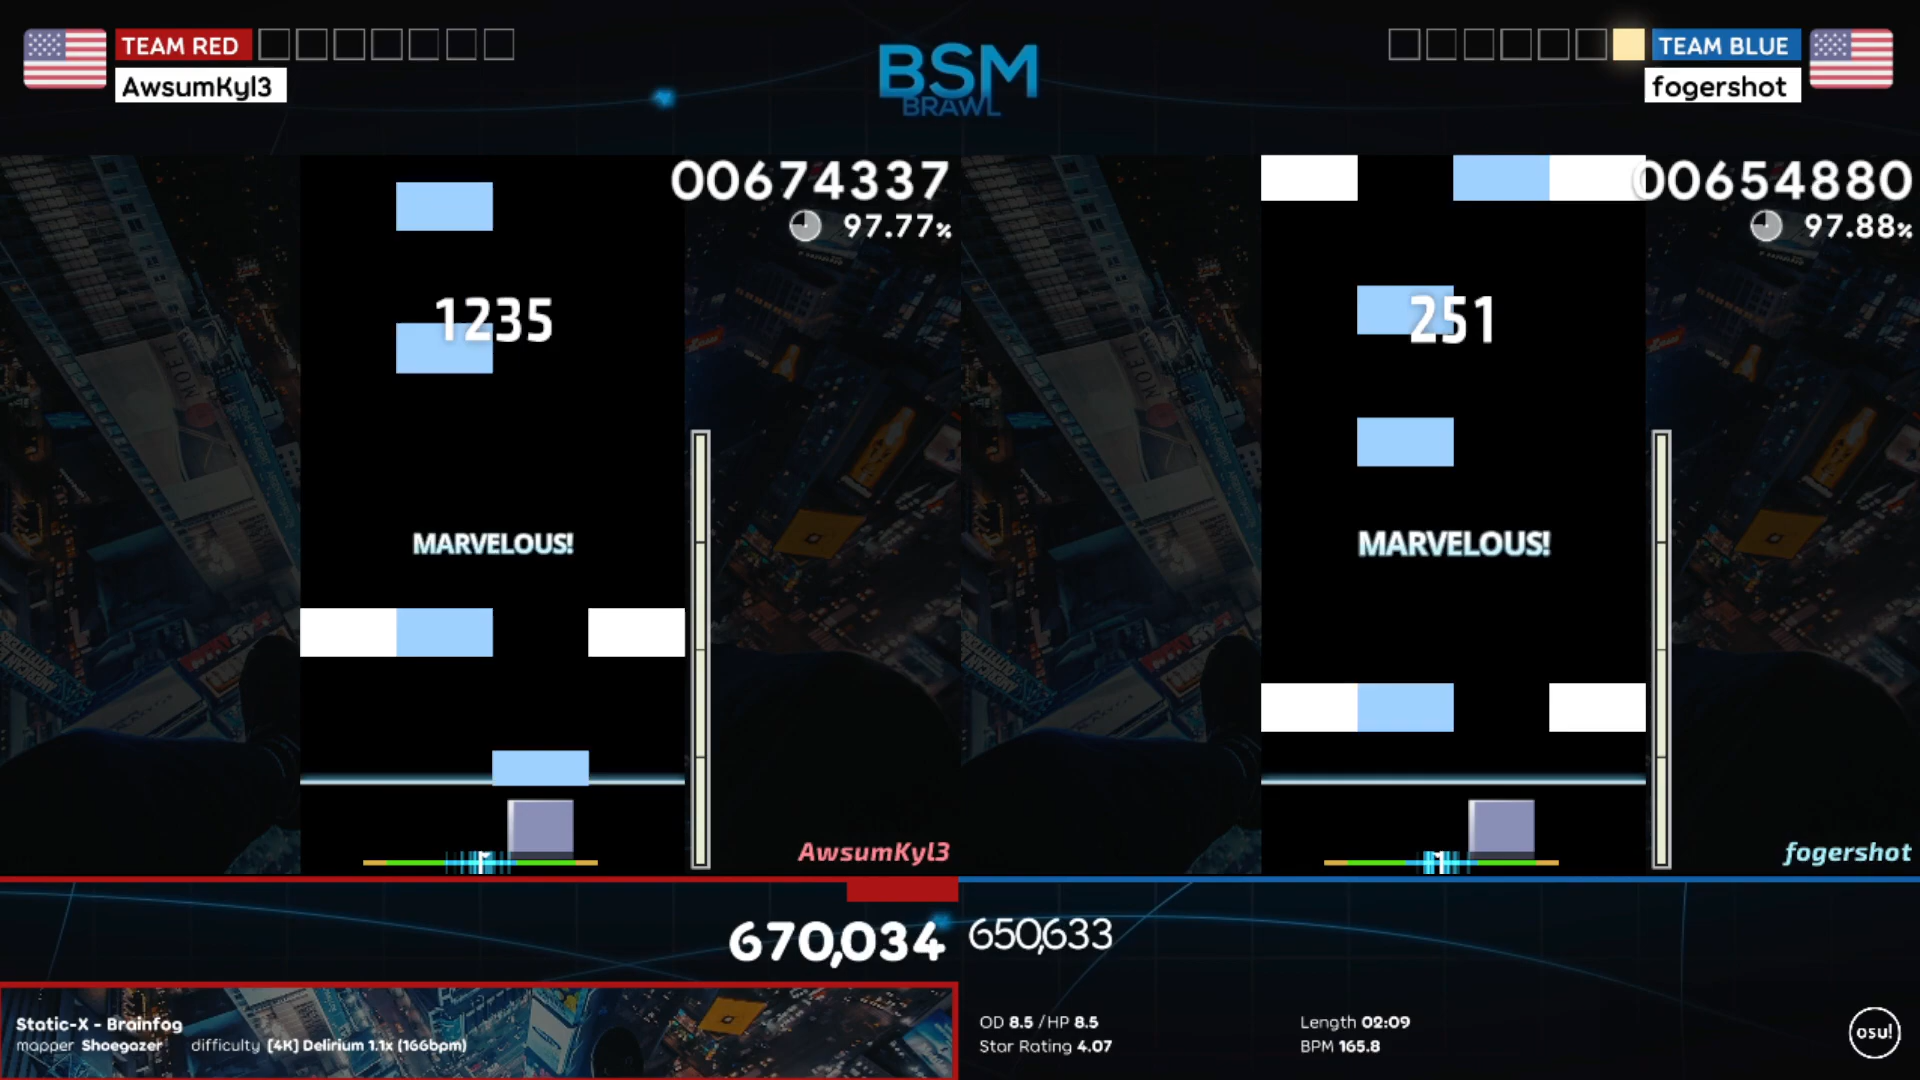 TEAM RED
AwsumKyl3
BSM
BRAWL
TEAM BLUE
fogershot
00674337
97.77%
00654880
97.88%
1235
251
MARVELOUS!
MARVELOUS!
AwsumKyl3
fogershot
670,034
650,633
Static-X - Brainfog
mapper Shoegazer difficulty [4K] Delirium 1.1x (166bpm)
OD 8.5 / HP 8.5
Star Rating 4.07
Length 02:09
BPM 165.8
osu!